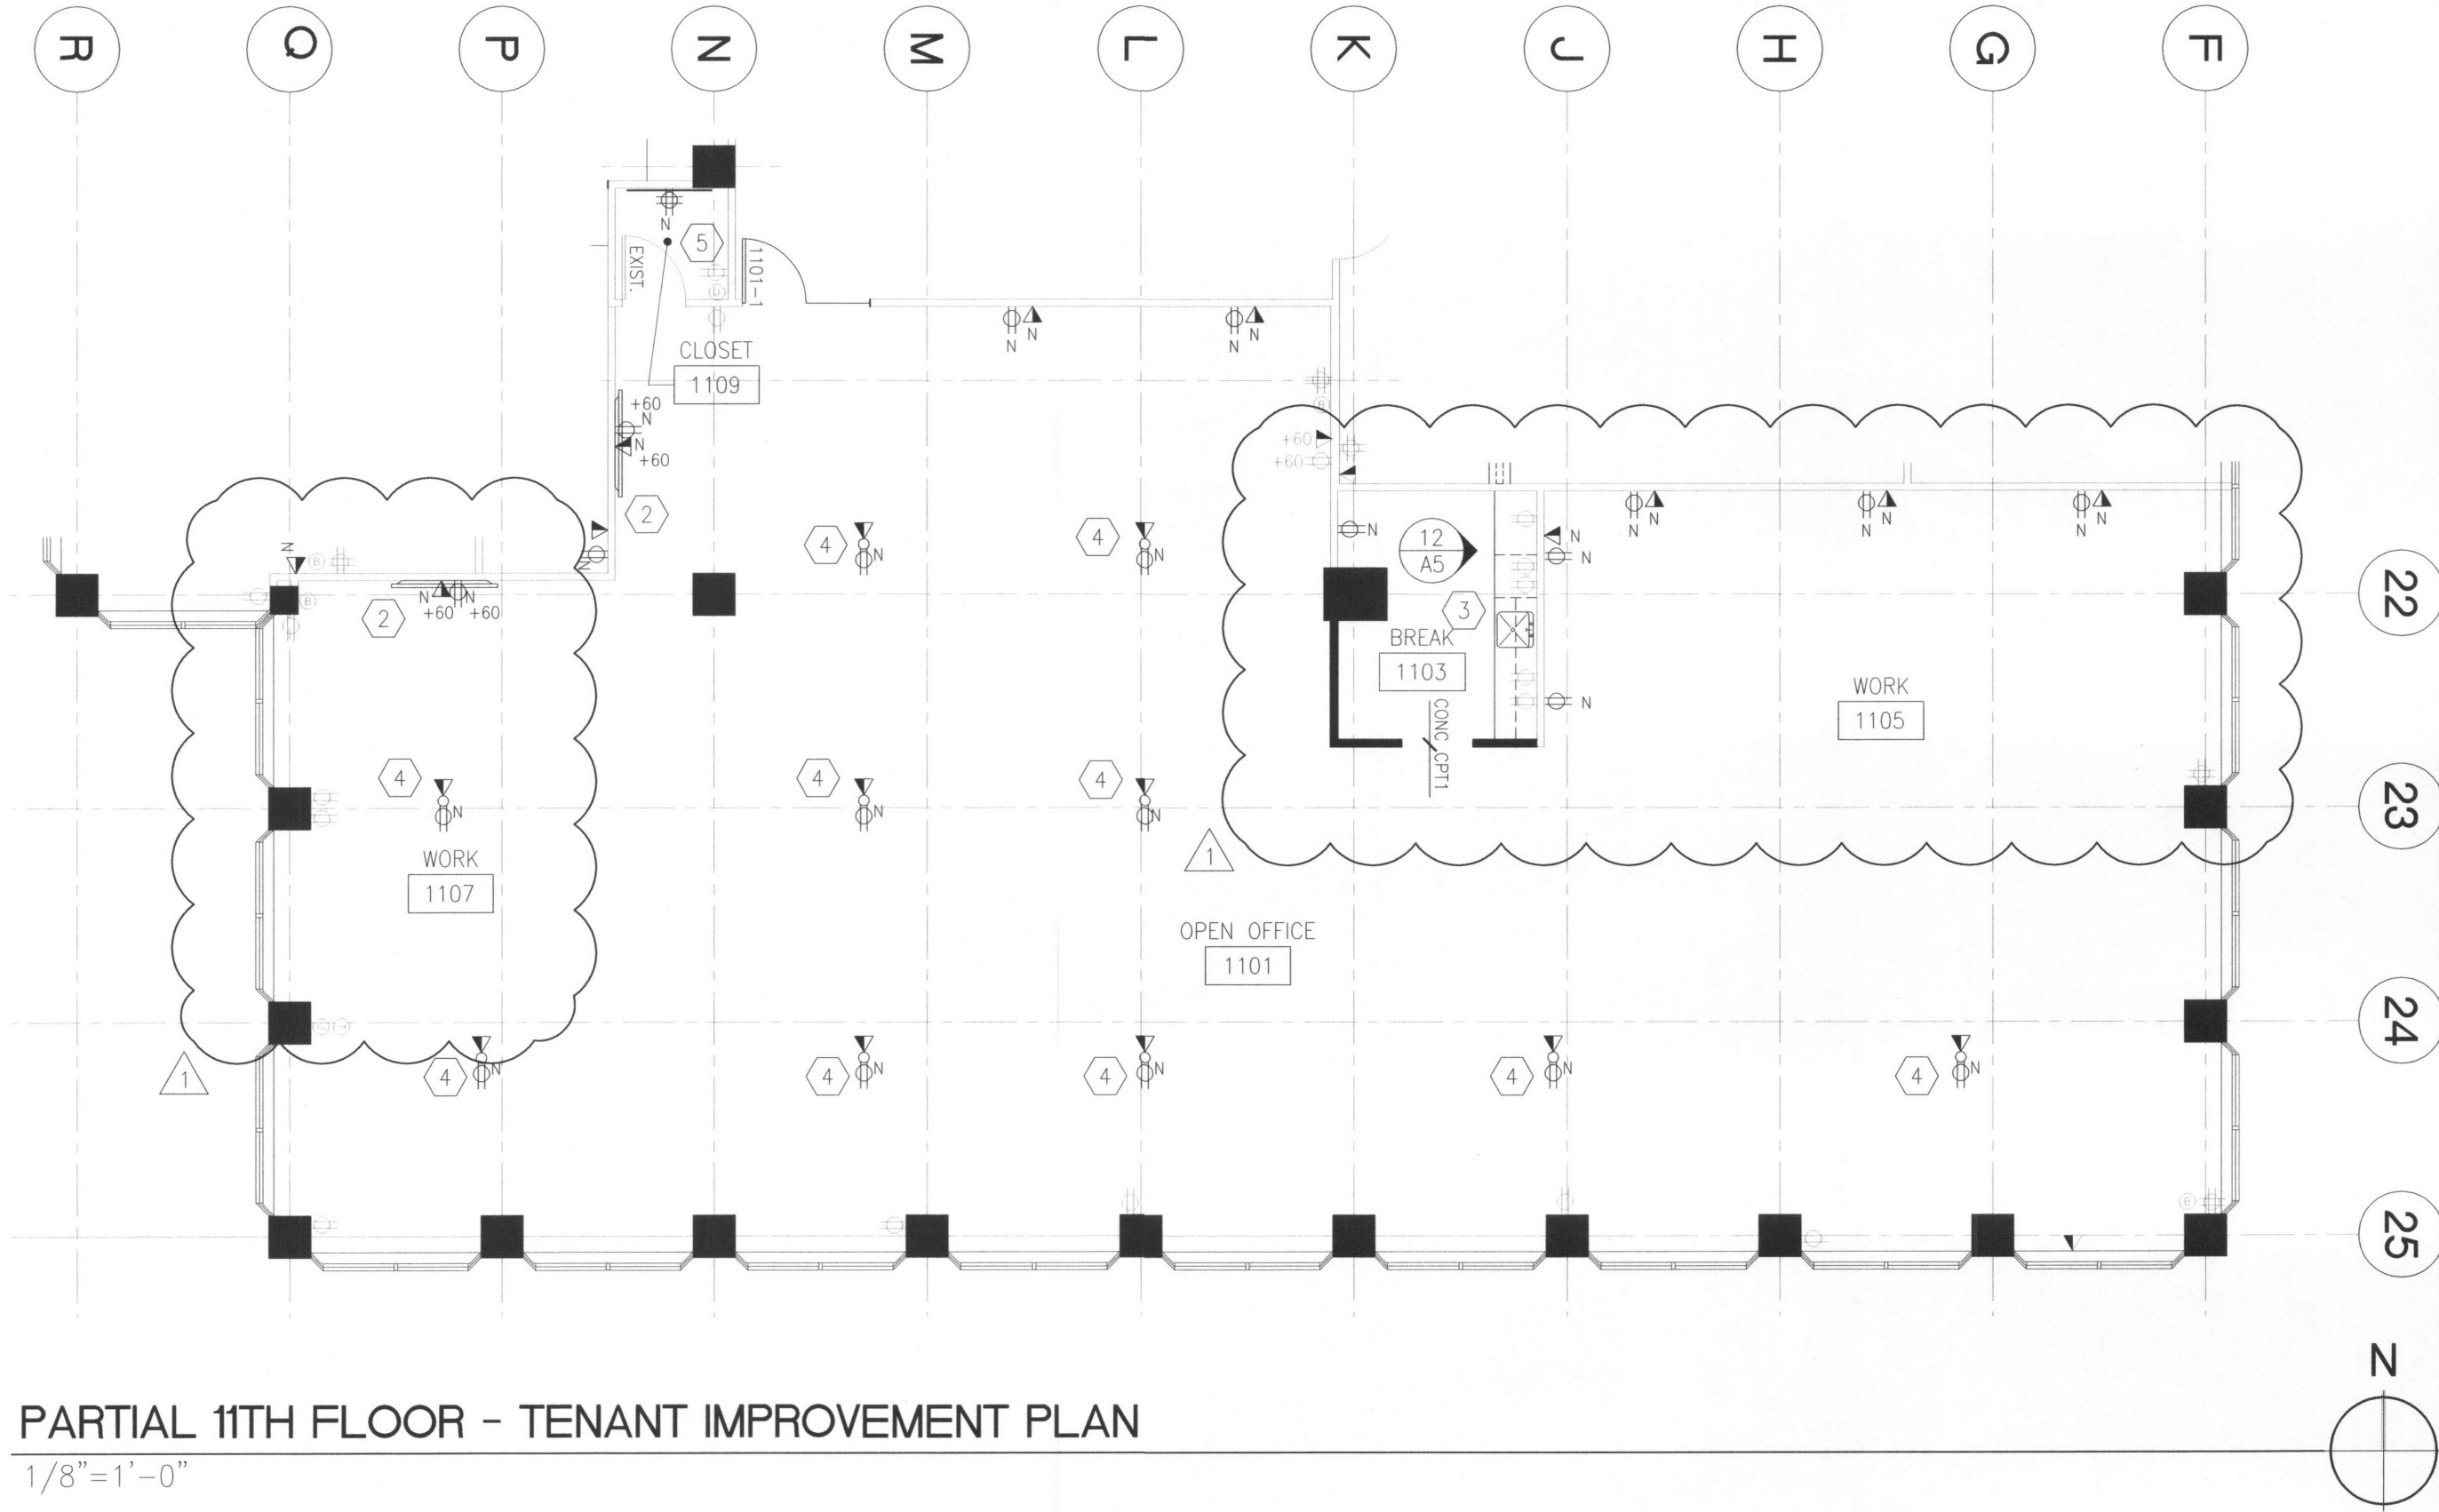 R Q P N M L K J H G F
N
5
EXIST.
1101-1
N N
N N
CLOSET
1109
+60
N
N
+60
2
+60
+60
B
N
B
N
N
+60 +60
B
2
4 N
4 N
N
12
A5
3
BREAK
1103
CONC CPT1
N
N
N
N N
N N
N N
22
WORK
1105
4 N
4 N
4 N
23
WORK
1107
1
OPEN OFFICE
1101
24
1
4 N
4 N
4 N
4 N
4 N
B
25
N
PARTIAL 11TH FLOOR - TENANT IMPROVEMENT PLAN
1/8"=1'-0"